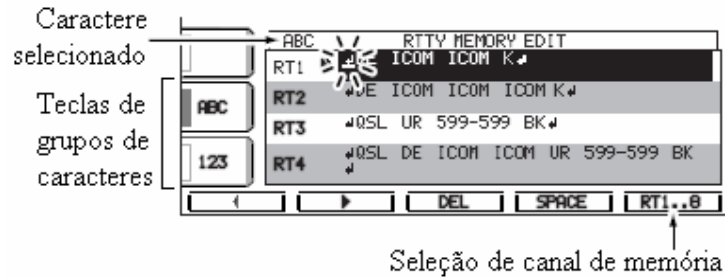 Caractere
selecionado
Teclas de
grupos de
caracteres
ABC
123
ABC RTTY MEMORY EDIT
RT1 ↲DE ICOM ICOM K↲
RT2 ↲DE ICOM ICOM ICOM K↲
RT3 ↲QSL UR 599-599 BK↲
RT4 ↲QSL DE ICOM ICOM UR 599-599 BK
↲
DEL SPACE RT1..8
Seleção de canal de memória